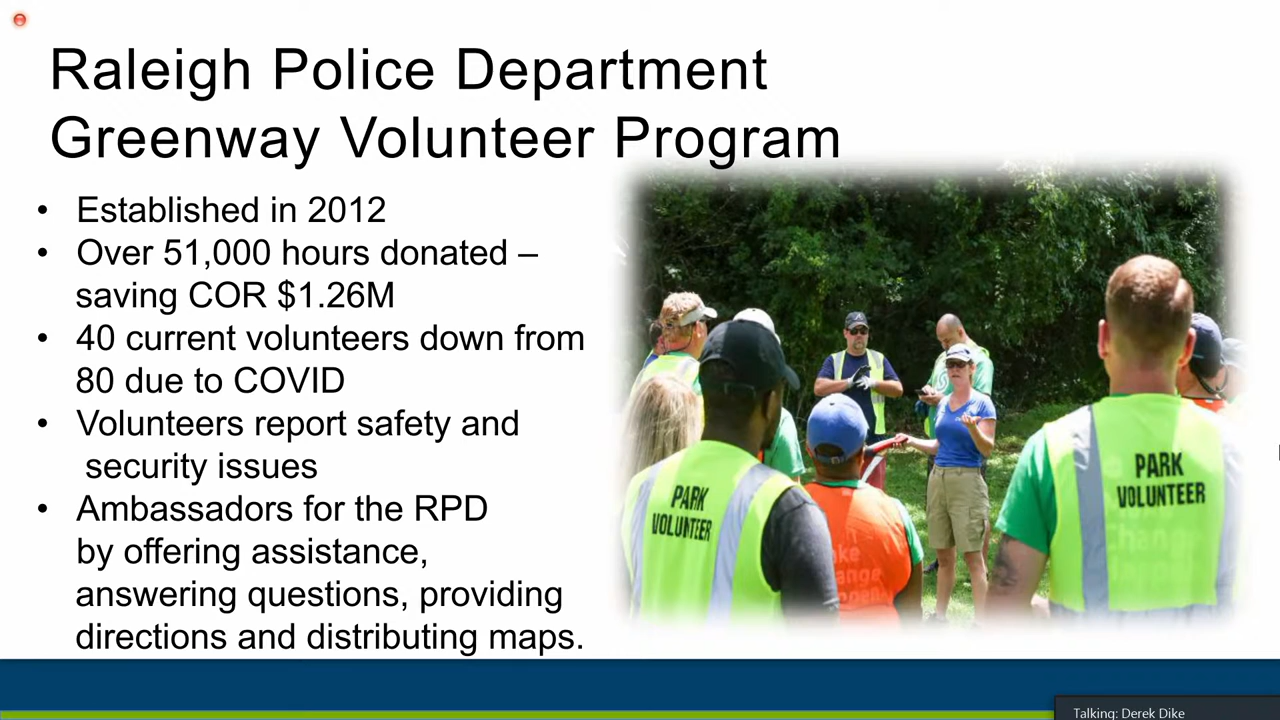 Raleigh Police Department
Greenway Volunteer Program
• Established in 2012
• Over 51,000 hours donated –
saving COR $1.26M
• 40 current volunteers down from
80 due to COVID
• Volunteers report safety and
security issues
• Ambassadors for the RPD
by offering assistance,
answering questions, providing
directions and distributing maps.
PARK
VOLUNTEER
PARK
VOLUNTEER
Change
Talking: Derek Dike